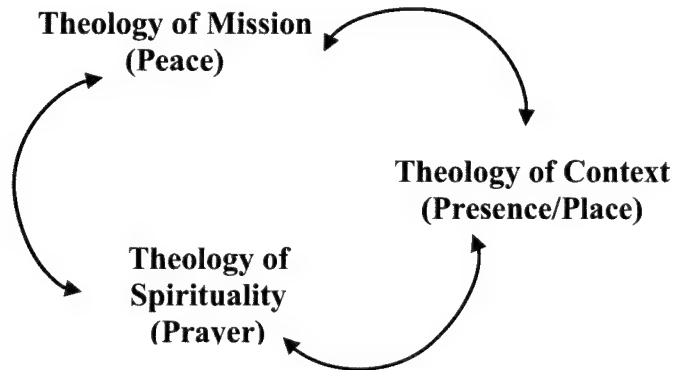 Theology of Mission
(Peace)
Theology of Context
(Presence/Place)
Theology of
Spirituality
(Prayer)